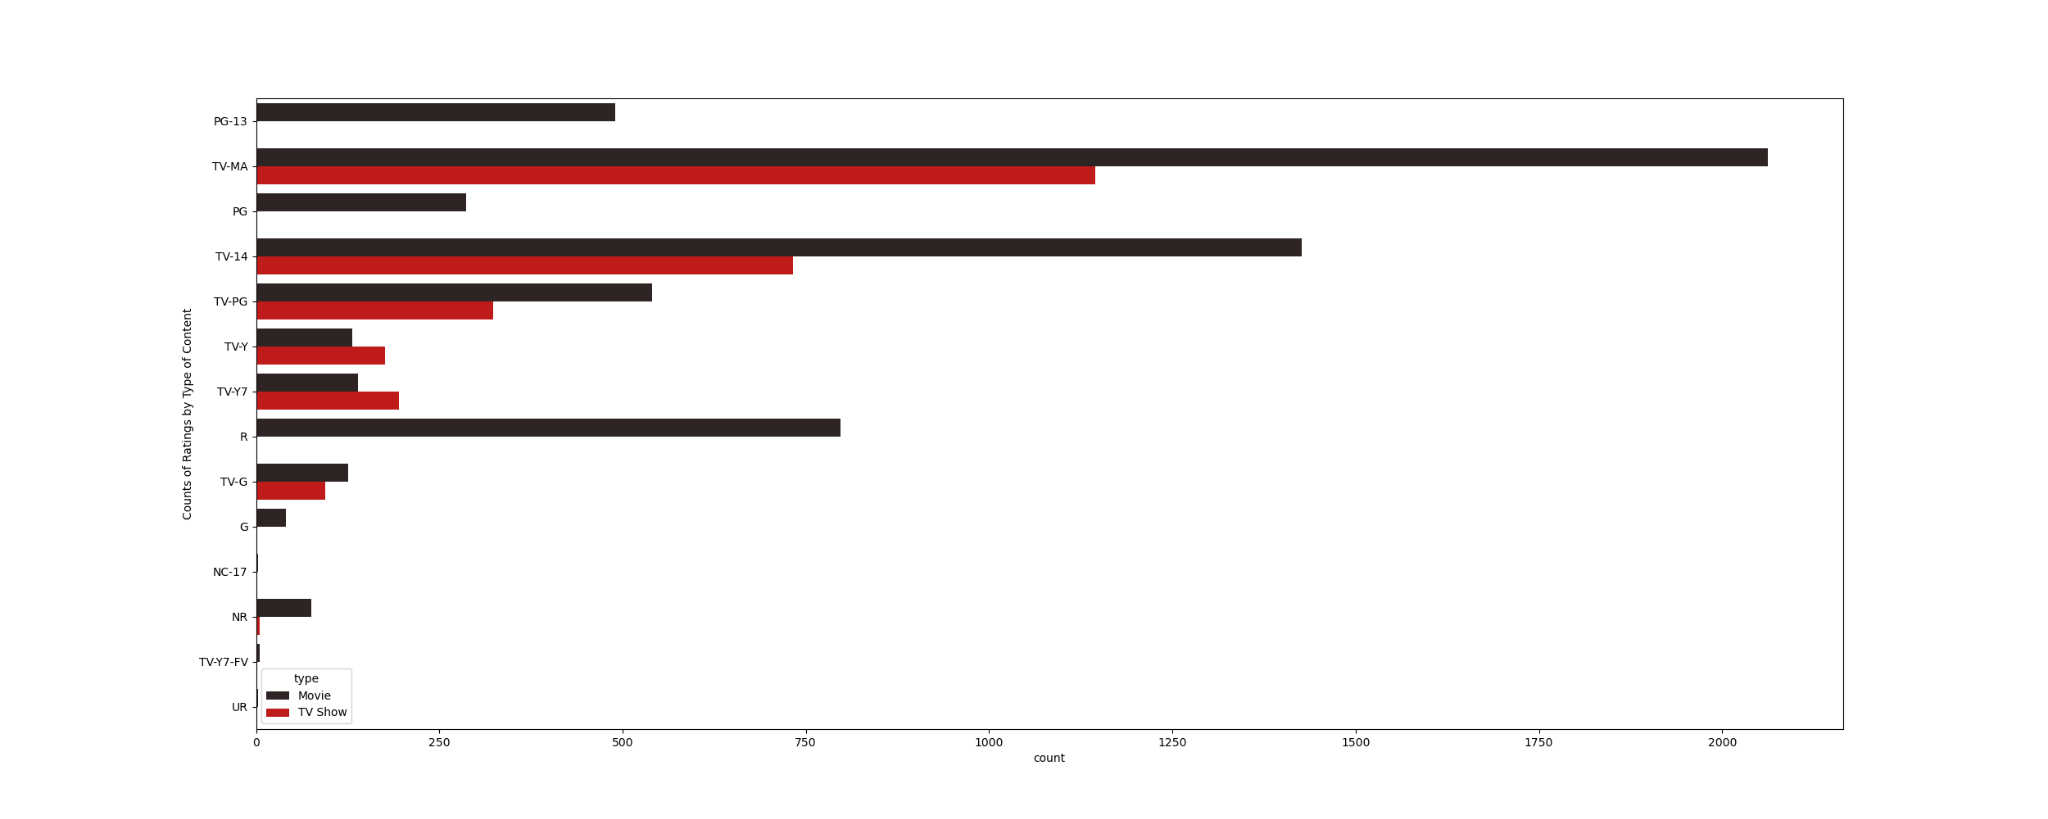 Counts of Ratings by Type of Content
PG-13
TV-MA
PG
TV-14
TV-PG
TV-Y
TV-Y7
R
TV-G
G
NC-17
NR
TV-Y7-FV
UR
type
Movie
TV Show
0 250 500 750 1000 1250 1500 1750 2000
count